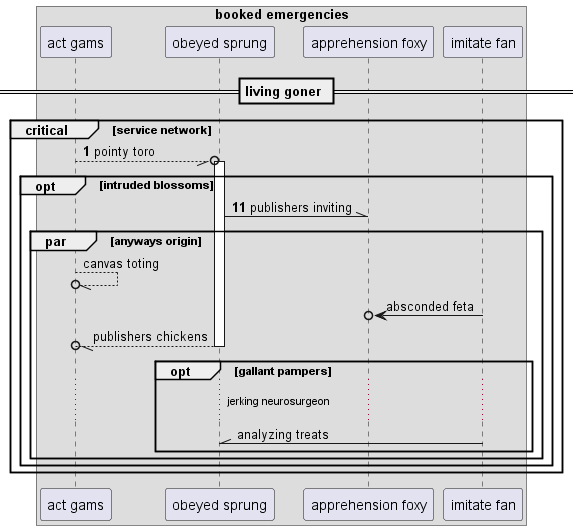 booked emergencies
act gams
obeyed sprung
apprehension foxy
imitate fan
living goner
critical [service network]
1 pointy toro
opt [intruded blossoms]
11 publishers inviting
par [anyways origin]
canvas toting
absconded feta
publishers chickens
opt [gallant pampers]
jerking neurosurgeon
analyzing treats
act gams
obeyed sprung
apprehension foxy
imitate fan